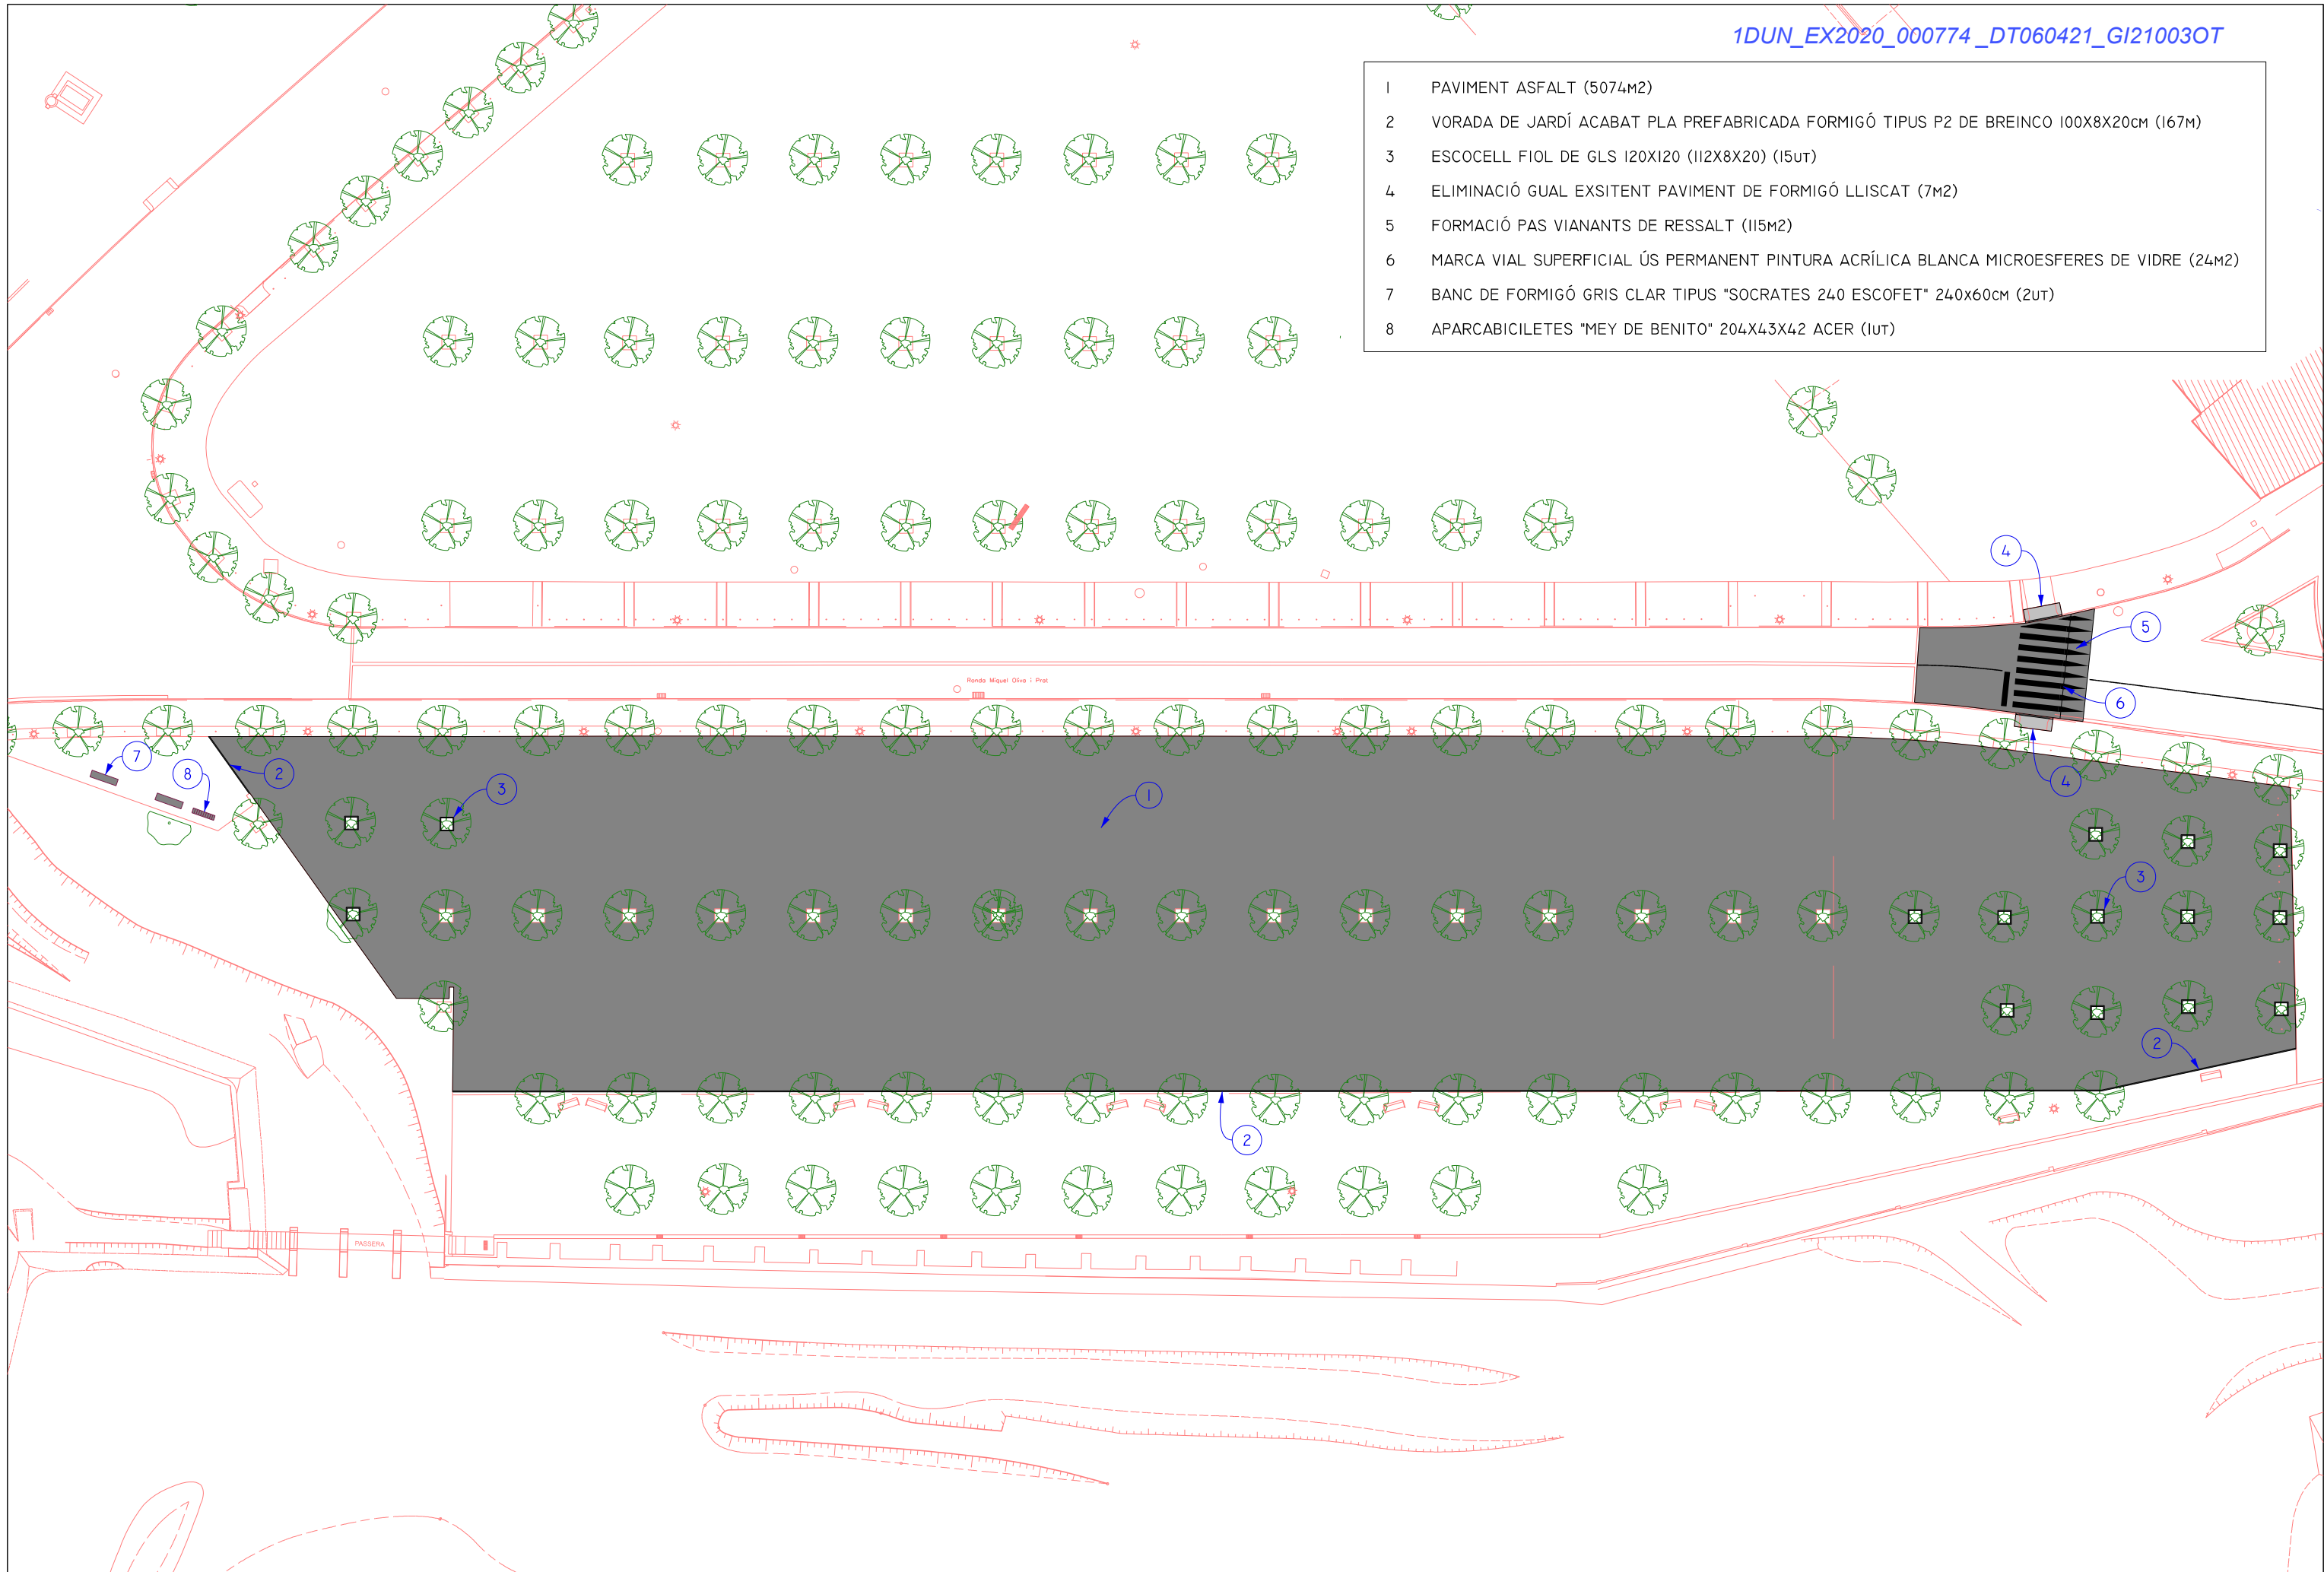 1DUN_EX2020_000774 _DT060421_GI21003OT
1 PAVIMENT ASFALT (5074M2)
2 VORADA DE JARDÍ ACABAT PLA PREFABRICADA FORMIGÓ TIPUS P2 DE BREINCO 100X8X20CM (167M)
3 ESCOCELL FIOL DE GLS 120X120 (112X8X20) (15UT)
4 ELIMINACIÓ GUAL EXSITENT PAVIMENT DE FORMIGÓ LLISCAT (7M2)
5 FORMACIÓ PAS VIANANTS DE RESSALT (115M2)
6 MARCA VIAL SUPERFICIAL ÚS PERMANENT PINTURA ACRÍLICA BLANCA MICROESFERES DE VIDRE (24M2)
7 BANC DE FORMIGÓ GRIS CLAR TIPUS "SOCRATES 240 ESCOFET" 240X60CM (2UT)
8 APARCABICILETES "MEY DE BENITO" 204X43X42 ACER (1UT)
4
5
Ronda Miquel Oliva i Prat
6
7
8
2
3
1
4
3
2
2
PASSERA